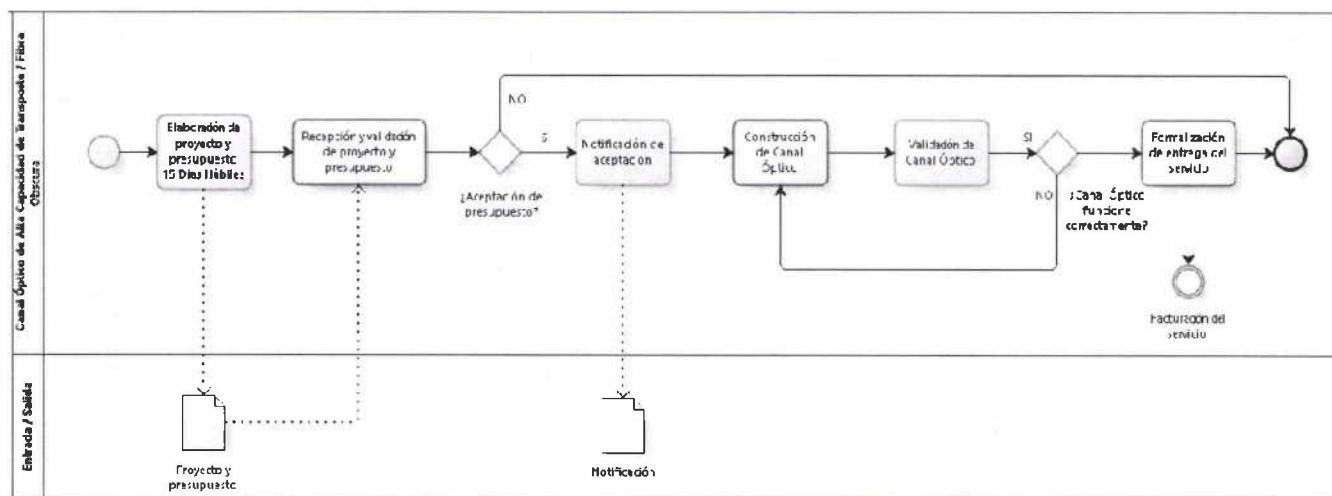 Canal Óptico de Alta Capacidad de Transporte / Fibra
Obscura
Elaboración de
proyecto y
presupuesto
15 Días Hábiles
Recepción y validación
de proyecto y
presupuesto
¿Aceptación de
presupuesto?
NO
SI
Notificación de
aceptación
Construcción
de Canal
Óptico
Validación de
Canal Óptico
SI
NO
¿Canal Óptico
funciona
correctamente?
Formalización
de entrega del
servicio
Facturación del
servicio
Entrada / Salida
Proyecto y
presupuesto
Notificación